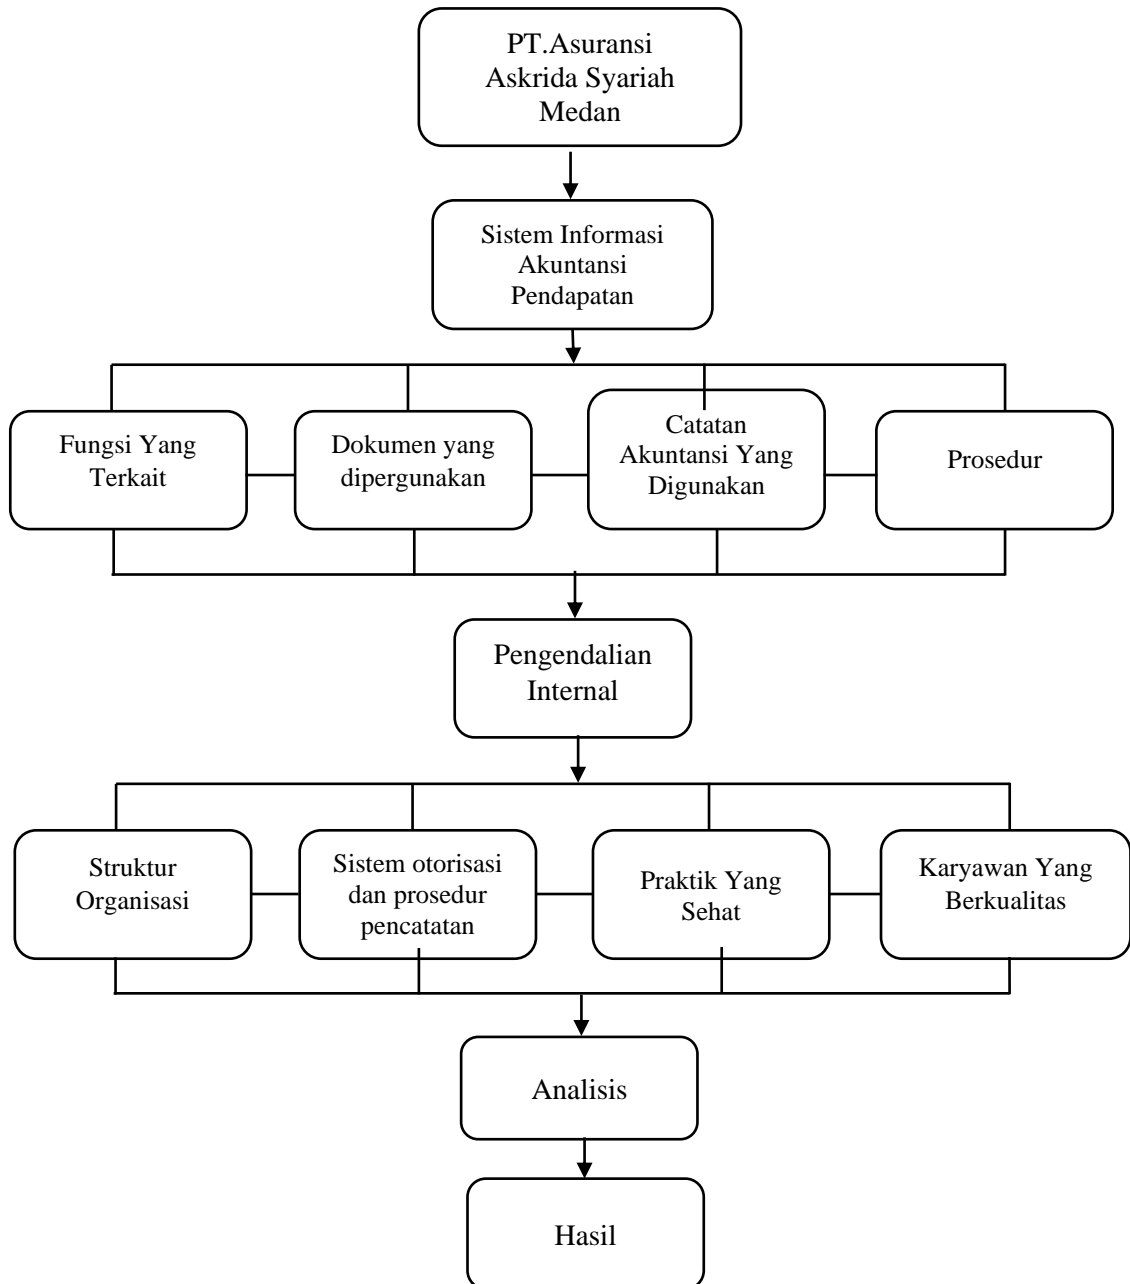 PT.Asuransi
Askrida Syariah
Medan
Sistem Informasi
Akuntansi
Pendapatan
Fungsi Yang
Terkait
Dokumen yang
dipergunakan
Catatan
Akuntansi Yang
Digunakan
Prosedur
Pengendalian
Internal
Struktur
Organisasi
Sistem otorisasi
dan prosedur
pencatatan
Praktik Yang
Sehat
Karyawan Yang
Berkualitas
Analisis
Hasil